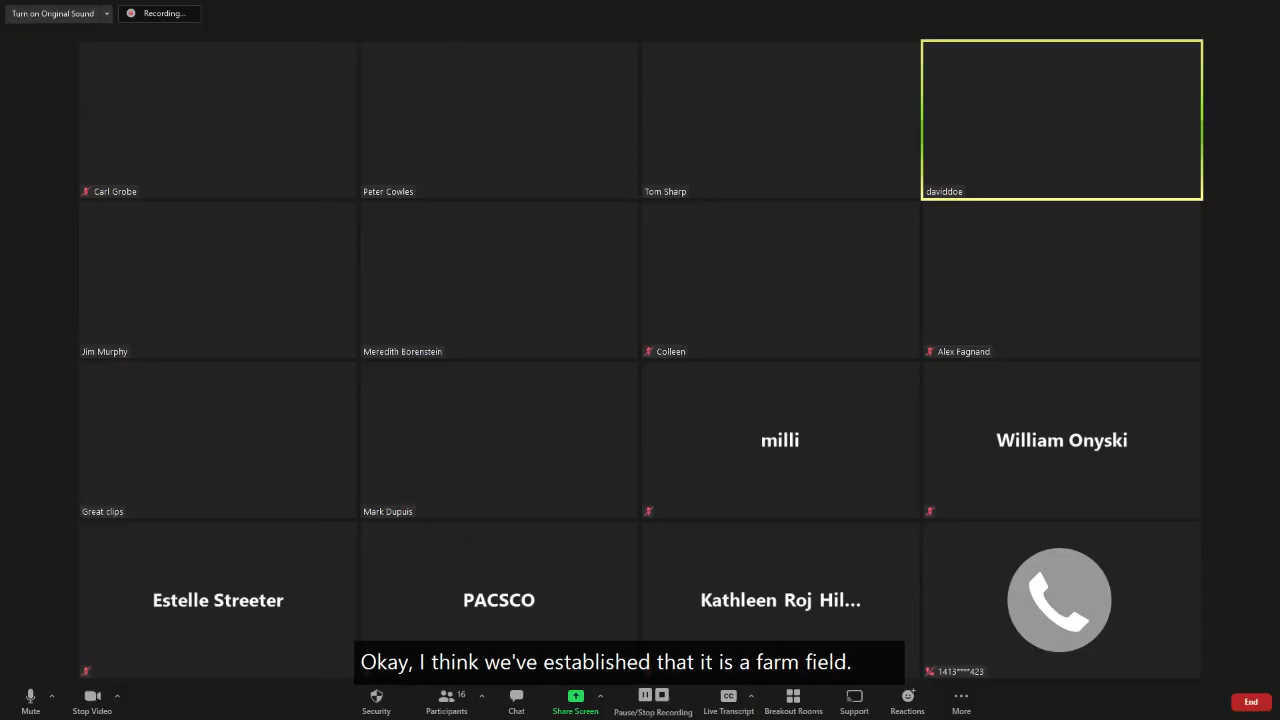 Turn on Original Sound
Recording...
Carl Grobe
Peter Cowles
Tom Sharp
daviddoe
Jim Murphy
Meredith Borenstein
Colleen
Alex Fagnand
milli
William Onyski
Great clips
Mark Dupuis
Estelle Streeter
PACSCO
Kathleen Roj Hil...
1413****423
Okay, I think we've established that it is a farm field.
Mute
Stop Video
Security
Participants
16
Chat
Share Screen
Pause/Stop Recording
CC
Live Transcript
Breakout Rooms
Support
Reactions
More
End